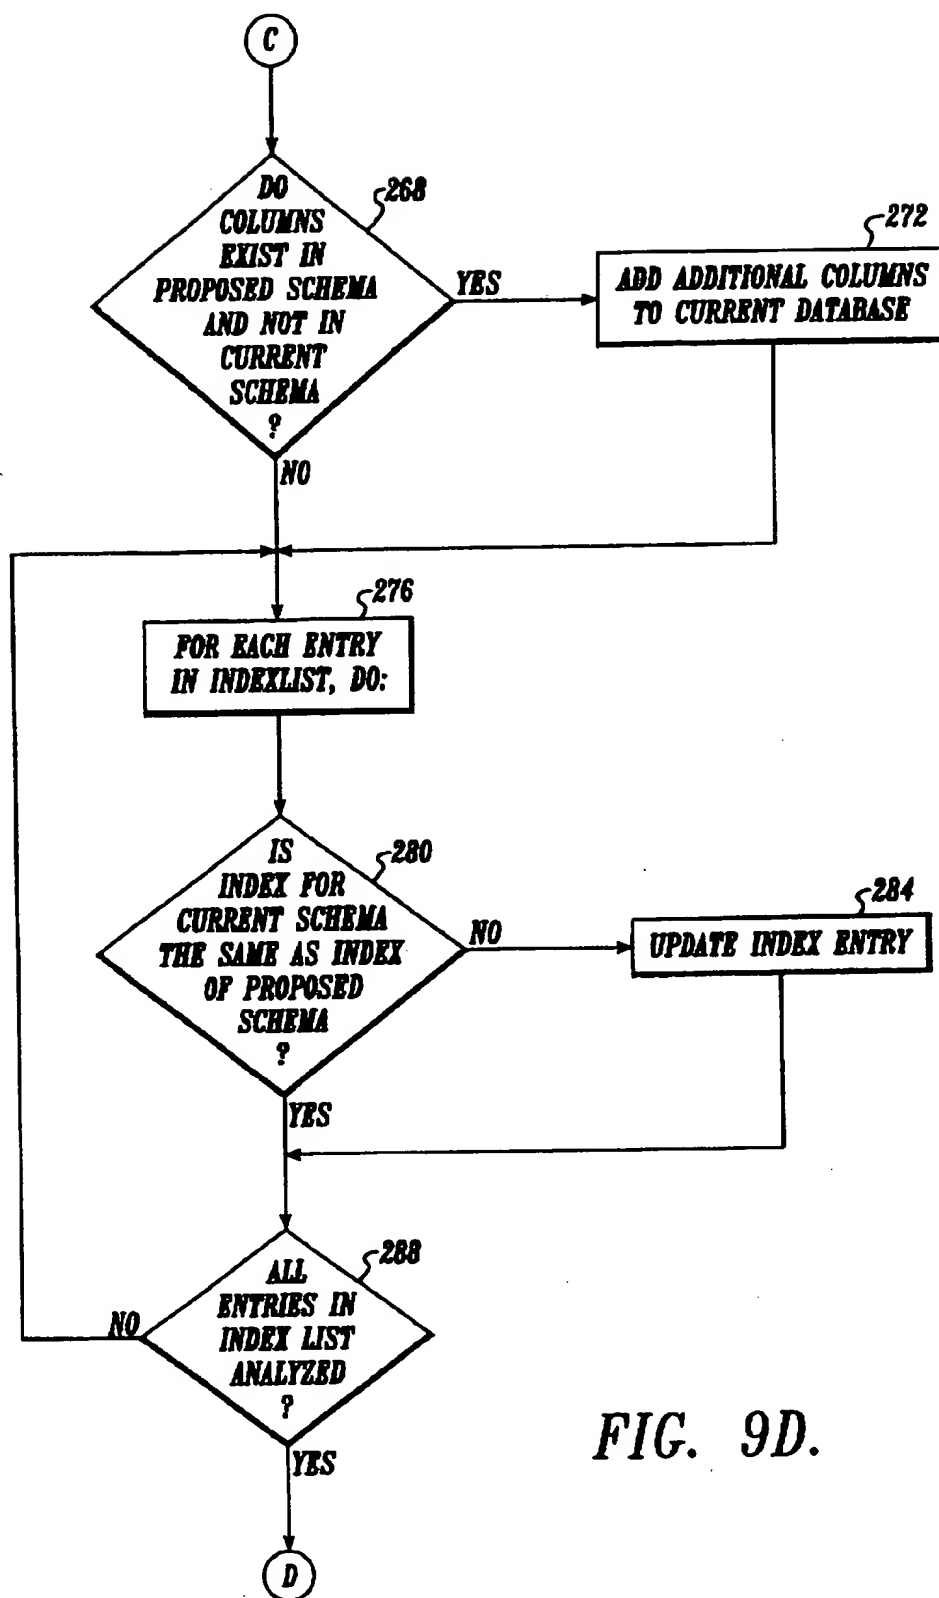 C
DO
COLUMNS
EXIST IN
PROPOSED SCHEMA
AND NOT IN
CURRENT
SCHEMA
?
268
YES
272
ADD ADDITIONAL COLUMNS
TO CURRENT DATABASE
NO
276
FOR EACH ENTRY
IN INDEXLIST, DO:
IS
INDEX FOR
CURRENT SCHEMA
THE SAME AS INDEX
OF PROPOSED
SCHEMA
?
280
NO
284
UPDATE INDEX ENTRY
YES
288
ALL
ENTRIES IN
INDEX LIST
ANALYZED
?
NO
YES
D
FIG. 9D.